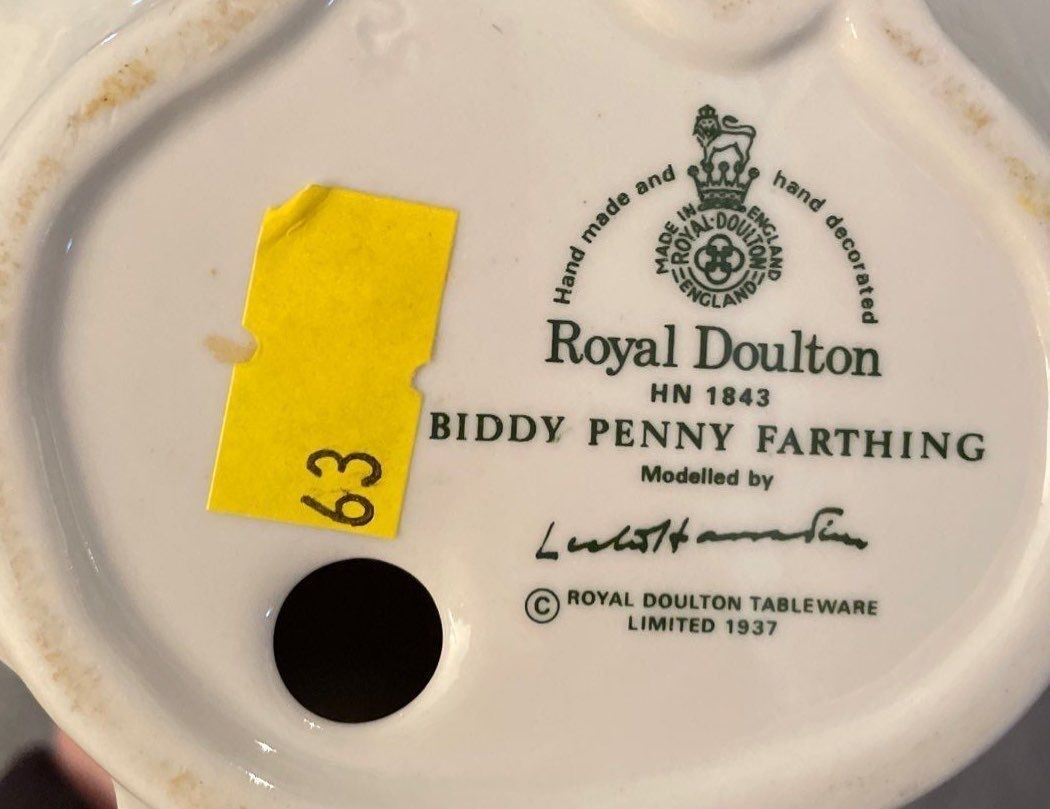 Hand made and hand decorated
MADE IN ENGLAND
ROYAL·DOULTON
ENGLAND
Royal Doulton
HN 1843
BIDDY PENNY FARTHING
Modelled by
© ROYAL DOULTON TABLEWARE
LIMITED 1937
63